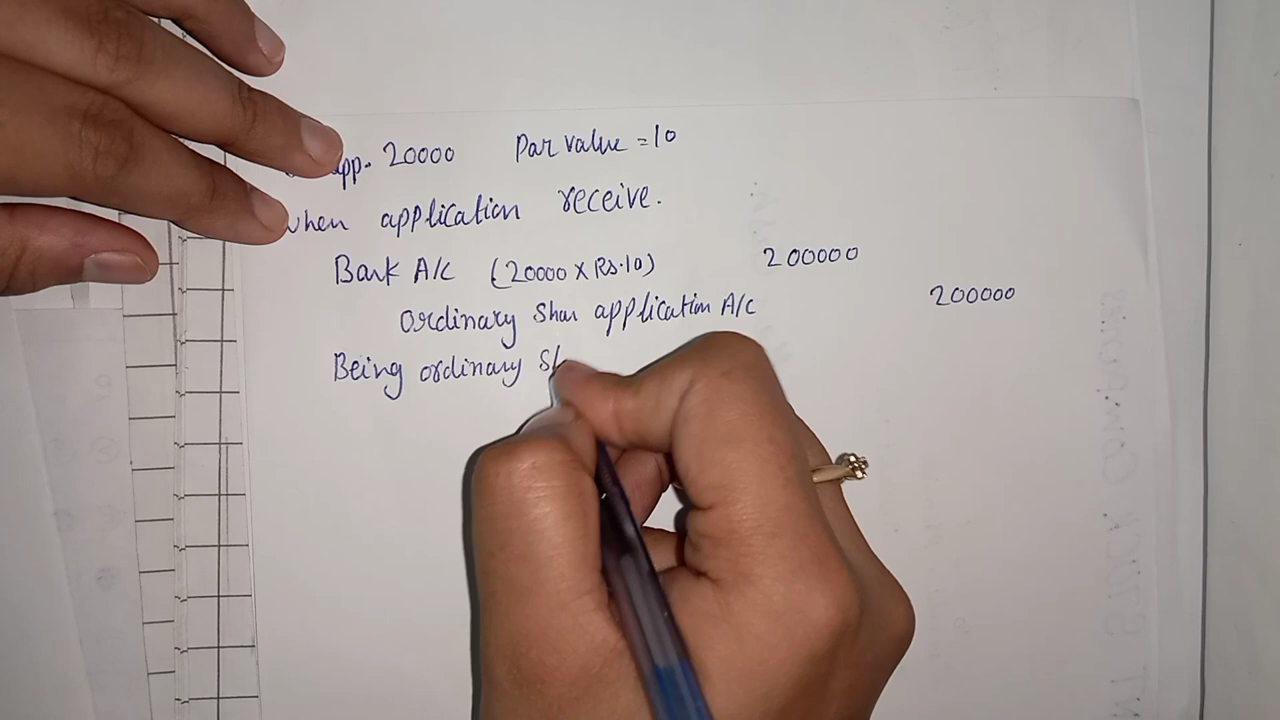 app. 20000 Par value = 10
when application receive.
Bank A/C (20000 X Rs.10) 200000
ordinary Shar application A/C 200000
Being ordinary Sh